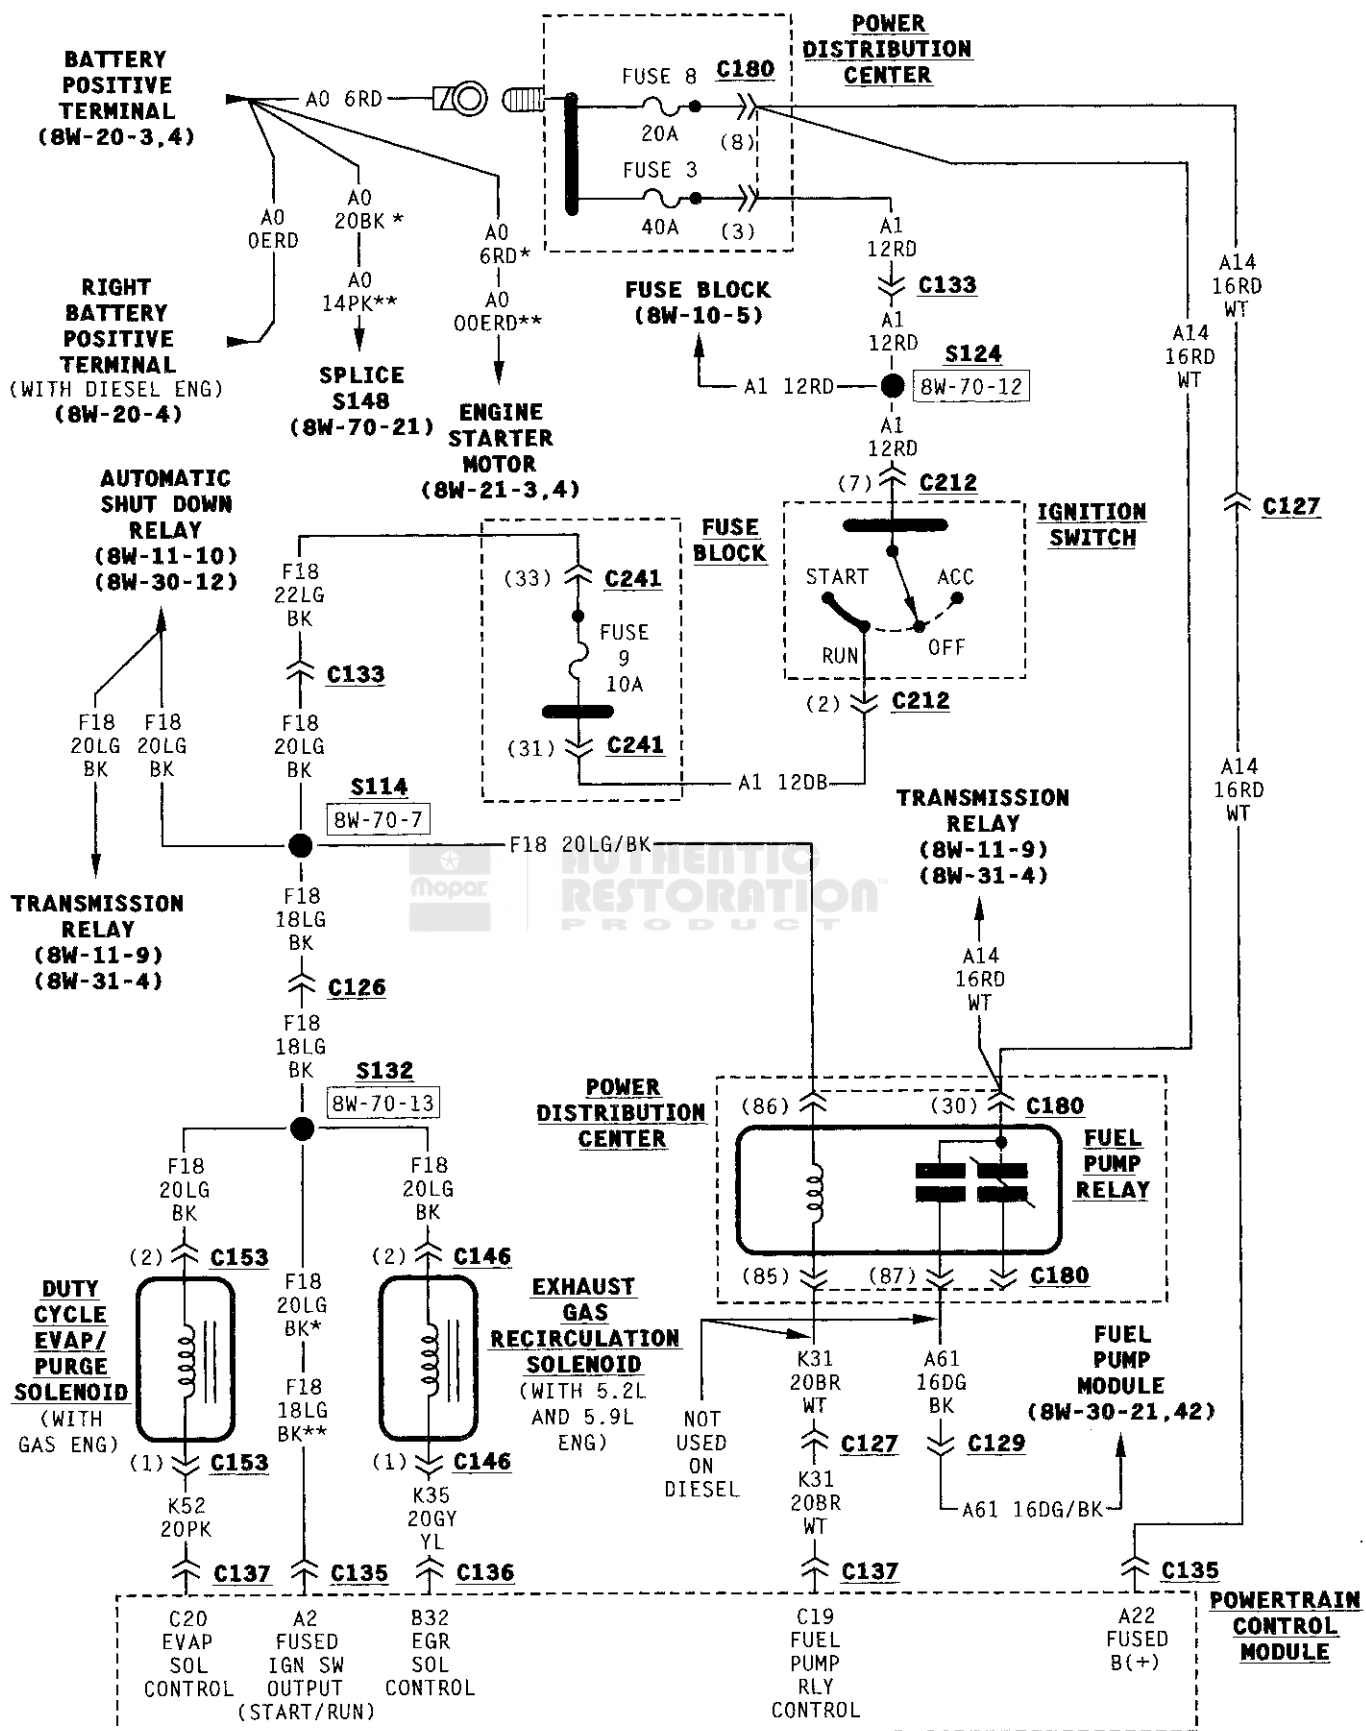 POWER
DISTRIBUTION
CENTER
BATTERY
POSITIVE
TERMINAL
(8W-20-3,4)
A0 6RD
FUSE 8
C180
20A
(8)
FUSE 3
40A
(3)
A0
0ERD
A0
20BK *
A0
14PK**
A0
6RD*
A0
00ERD**
A1
12RD
C133
A1
12RD
A14
16RD
WT
A14
16RD
WT
RIGHT
BATTERY
POSITIVE
TERMINAL
(WITH DIESEL ENG)
(8W-20-4)
SPLICE
S148
(8W-70-21)
ENGINE
STARTER
MOTOR
(8W-21-3,4)
FUSE BLOCK
(8W-10-5)
A1 12RD
S124
8W-70-12
A1
12RD
(7)
C212
IGNITION
SWITCH
START
ACC
RUN
OFF
(2)
C212
C127
AUTOMATIC
SHUT DOWN
RELAY
(8W-11-10)
(8W-30-12)
F18
22LG
BK
C133
FUSE
BLOCK
(33)
C241
FUSE
9
10A
(31)
C241
A1 12DB
F18
20LG
BK
F18
20LG
BK
F18
20LG
BK
S114
8W-70-7
F18 20LG/BK
TRANSMISSION
RELAY
(8W-11-9)
(8W-31-4)
A14
16RD
WT
Mopar
AUTHENTIC
RESTORATION™
PRODUCT
TRANSMISSION
RELAY
(8W-11-9)
(8W-31-4)
F18
18LG
BK
C126
F18
18LG
BK
A14
16RD
WT
S132
8W-70-13
POWER
DISTRIBUTION
CENTER
(86)
(30)
C180
FUEL
PUMP
RELAY
(85)
(87)
C180
F18
20LG
BK
F18
20LG
BK
(2)
C153
(2)
C146
DUTY
CYCLE
EVAP/
PURGE
SOLENOID
(WITH
GAS ENG)
F18
20LG
BK*
F18
18LG
BK**
EXHAUST
GAS
RECIRCULATION
SOLENOID
(WITH 5.2L
AND 5.9L
ENG)
(1)
C153
(1)
C146
NOT
USED
ON
DIESEL
K31
20BR
WT
C127
K31
20BR
WT
A61
16DG
BK
C129
A61 16DG/BK
FUEL
PUMP
MODULE
(8W-30-21,42)
K52
20PK
K35
20GY
YL
C137
C135
C136
C137
C135
POWERTRAIN
CONTROL
MODULE
C20
EVAP
SOL
CONTROL
A2
FUSED
IGN SW
OUTPUT
(START/RUN)
B32
EGR
SOL
CONTROL
C19
FUEL
PUMP
RLY
CONTROL
A22
FUSED
B(+)